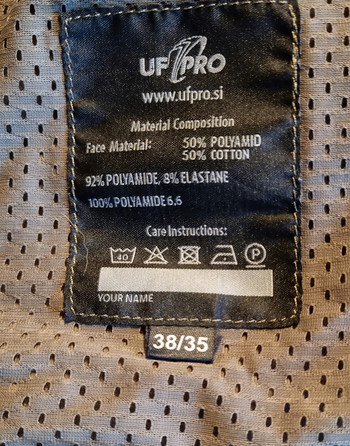 UF PRO
www.ufpro.si
Material Composition
Face Material: 50% POLYAMID
50% COTTON
92% POLYAMIDE, 8% ELASTANE
100% POLYAMIDE 6.6
Care Instructions:
40 P
YOUR NAME
38/35